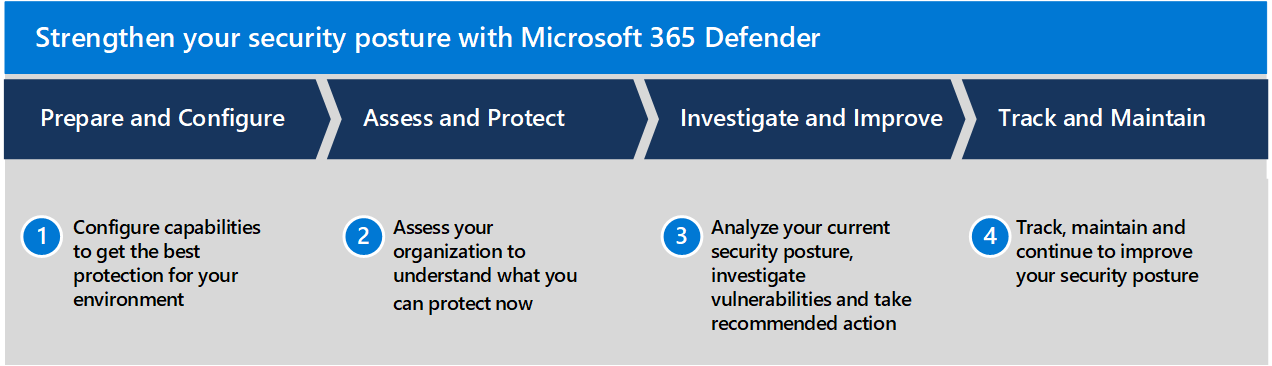 Strengthen your security posture with Microsoft 365 Defender
Prepare and Configure
Assess and Protect
Investigate and Improve
Track and Maintain
1
Configure capabilities
to get the best
protection for your
environment
2
Assess your
organization to
understand what you
can protect now
3
Analyze your current
security posture,
investigate
vulnerabilities and take
recommended action
4
Track, maintain and
continue to improve
your security posture